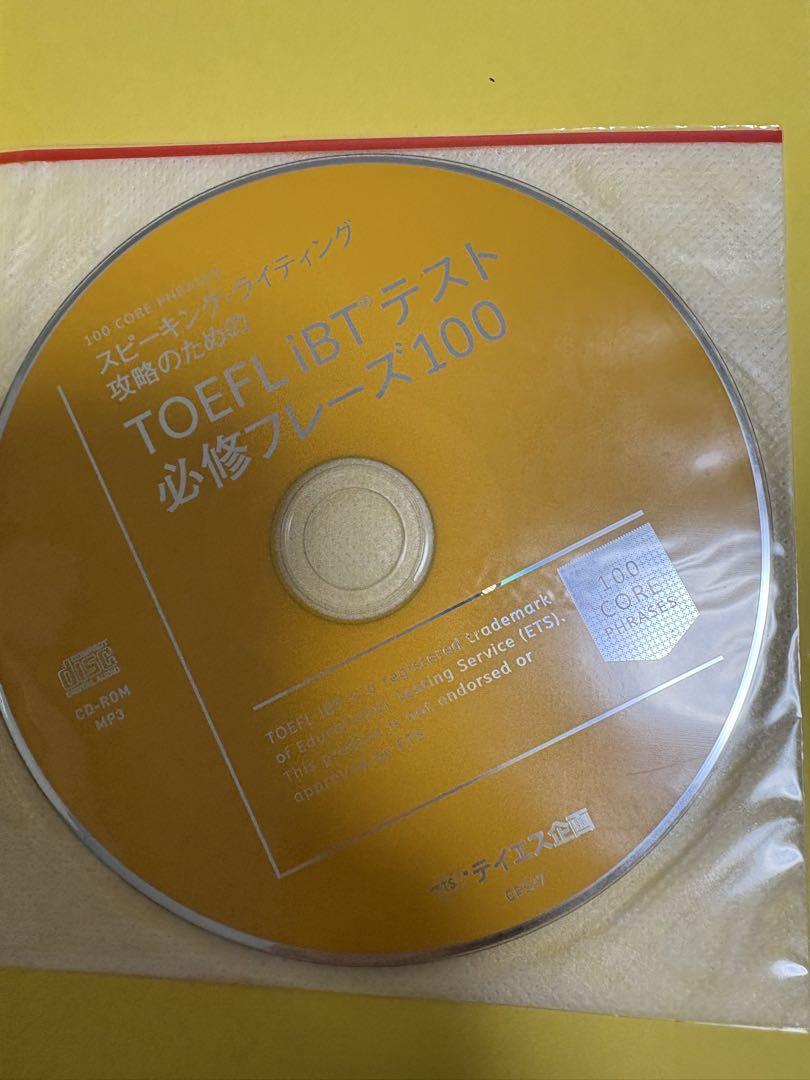 100 CORE PHRASES
スピーキング・ライティング
攻略のための
TOEFL iBT®テスト
必修フレーズ100
100
CORE
PHRASES
TOEFL iBT is a registered trademark
of Educational Testing Service (ETS).
This product is not endorsed or
approved by ETS.
disc
DIGITAL AUDIO
CD-ROM
MP3
テイエス企画